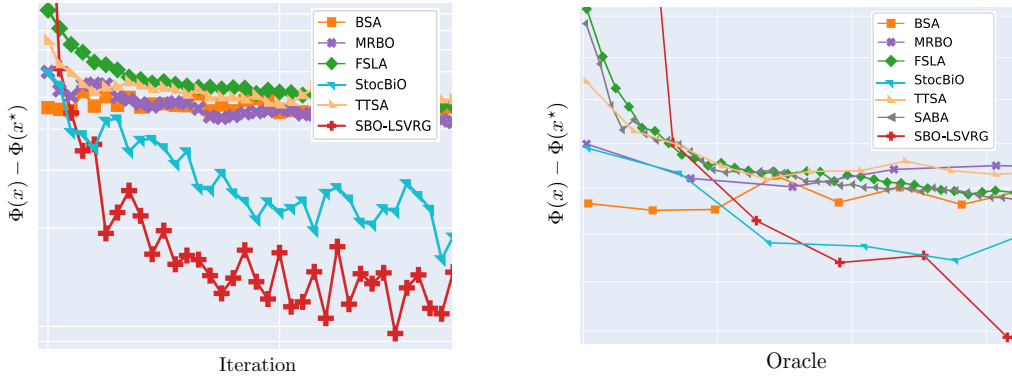 Φ(x) − Φ(x⋆)
BSA
MRBO
FSLA
StocBiO
TTSA
SBO-LSVRG
Iteration
Φ(x) − Φ(x⋆)
BSA
MRBO
FSLA
StocBiO
TTSA
SABA
SBO-LSVRG
Oracle